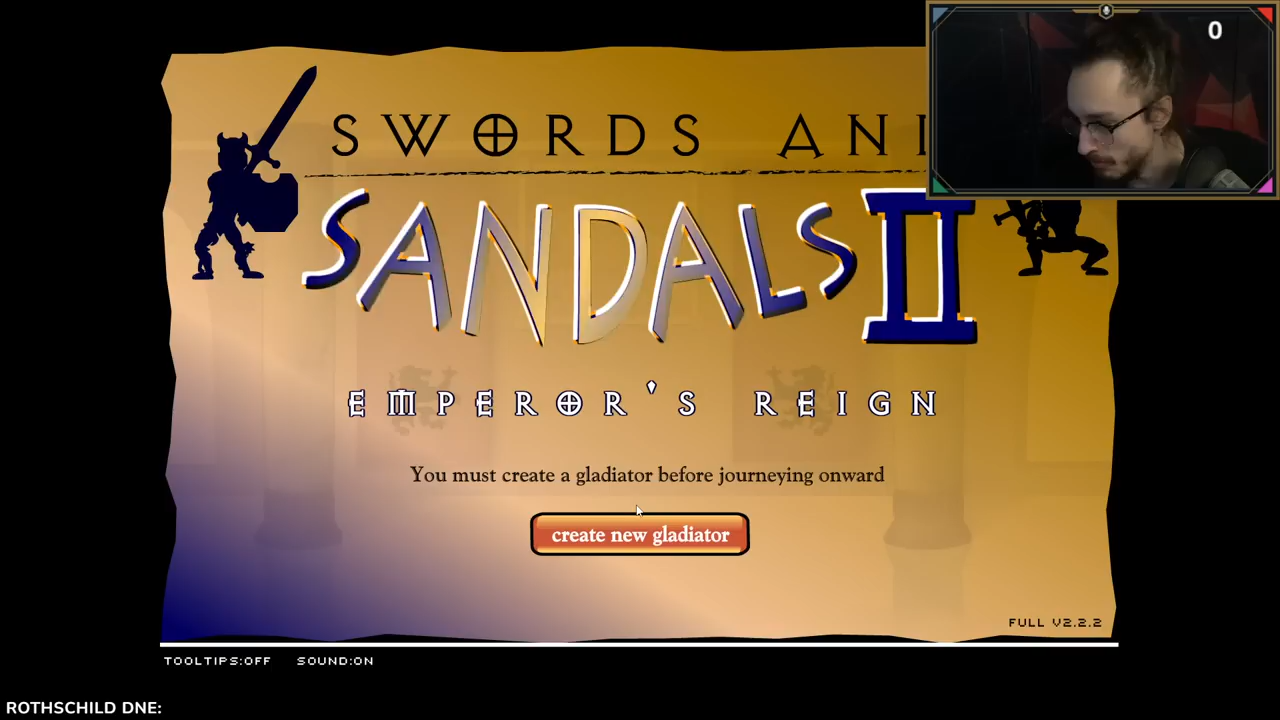 0
SWORDS AN
SANDALS II
EMPEROR'S REIGN
You must create a gladiator before journeying onward
create new gladiator
FULL V2.2.2
TOOLTIPS:OFF SOUND:ON
ROTHSCHILD DNE: